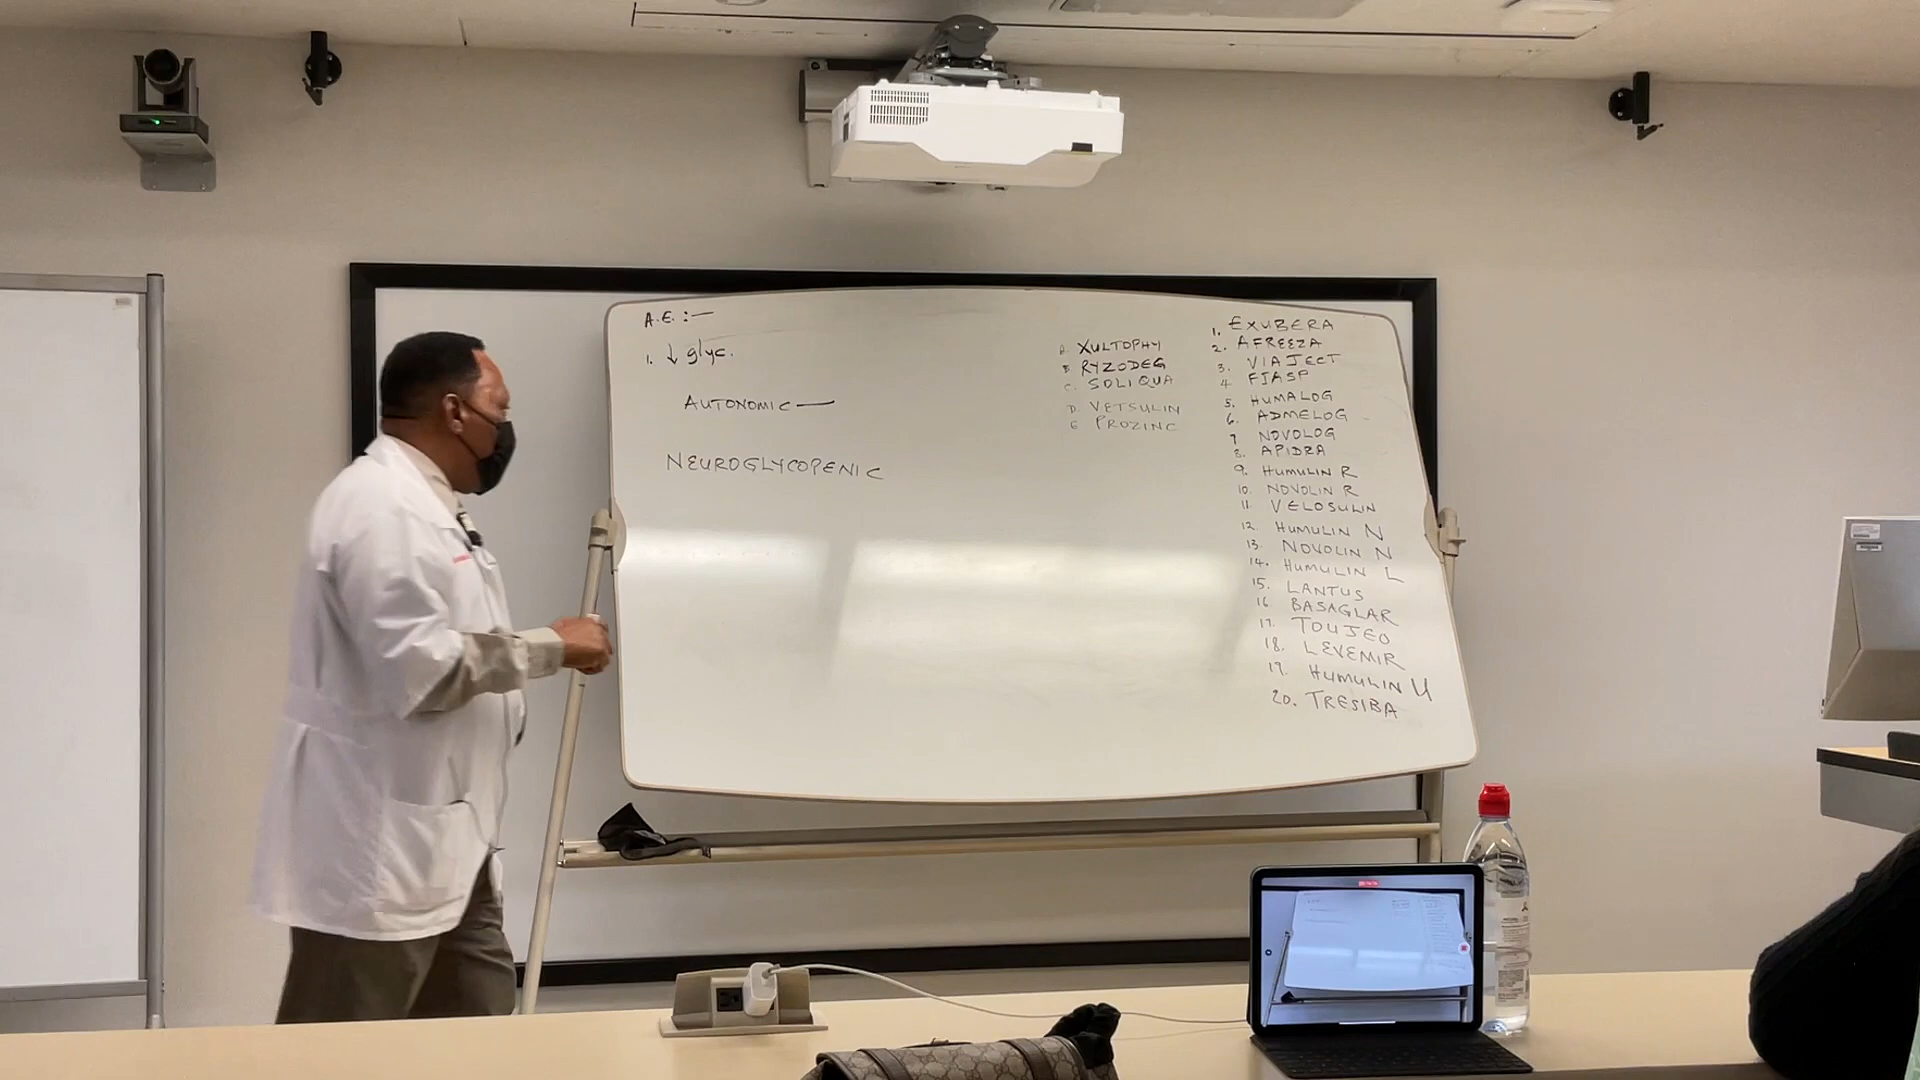 A.E. :—
1. ↓ glyc.
AUTONOMIC —
NEUROGLYCOPENIC
A. XULTOPHY
B RYZODEG
C. SOLIQUA
D. VETSULIN
E PROZINC
1. EXUBERA
2. AFREEZA
3. VIAJECT
4 FIASP
5. HUMALOG
6. ADMELOG
7 NOVOLOG
8. APIDRA
9. HUMULIN R
10. NOVOLIN R
11 VELOSULIN
12. HUMULIN N
13. NOVOLIN N
14. HUMULIN L
15. LANTUS
16. BASAGLAR
17. TOUJEO
18. LEVEMIR
19. HUMULIN U
20. TRESIBA